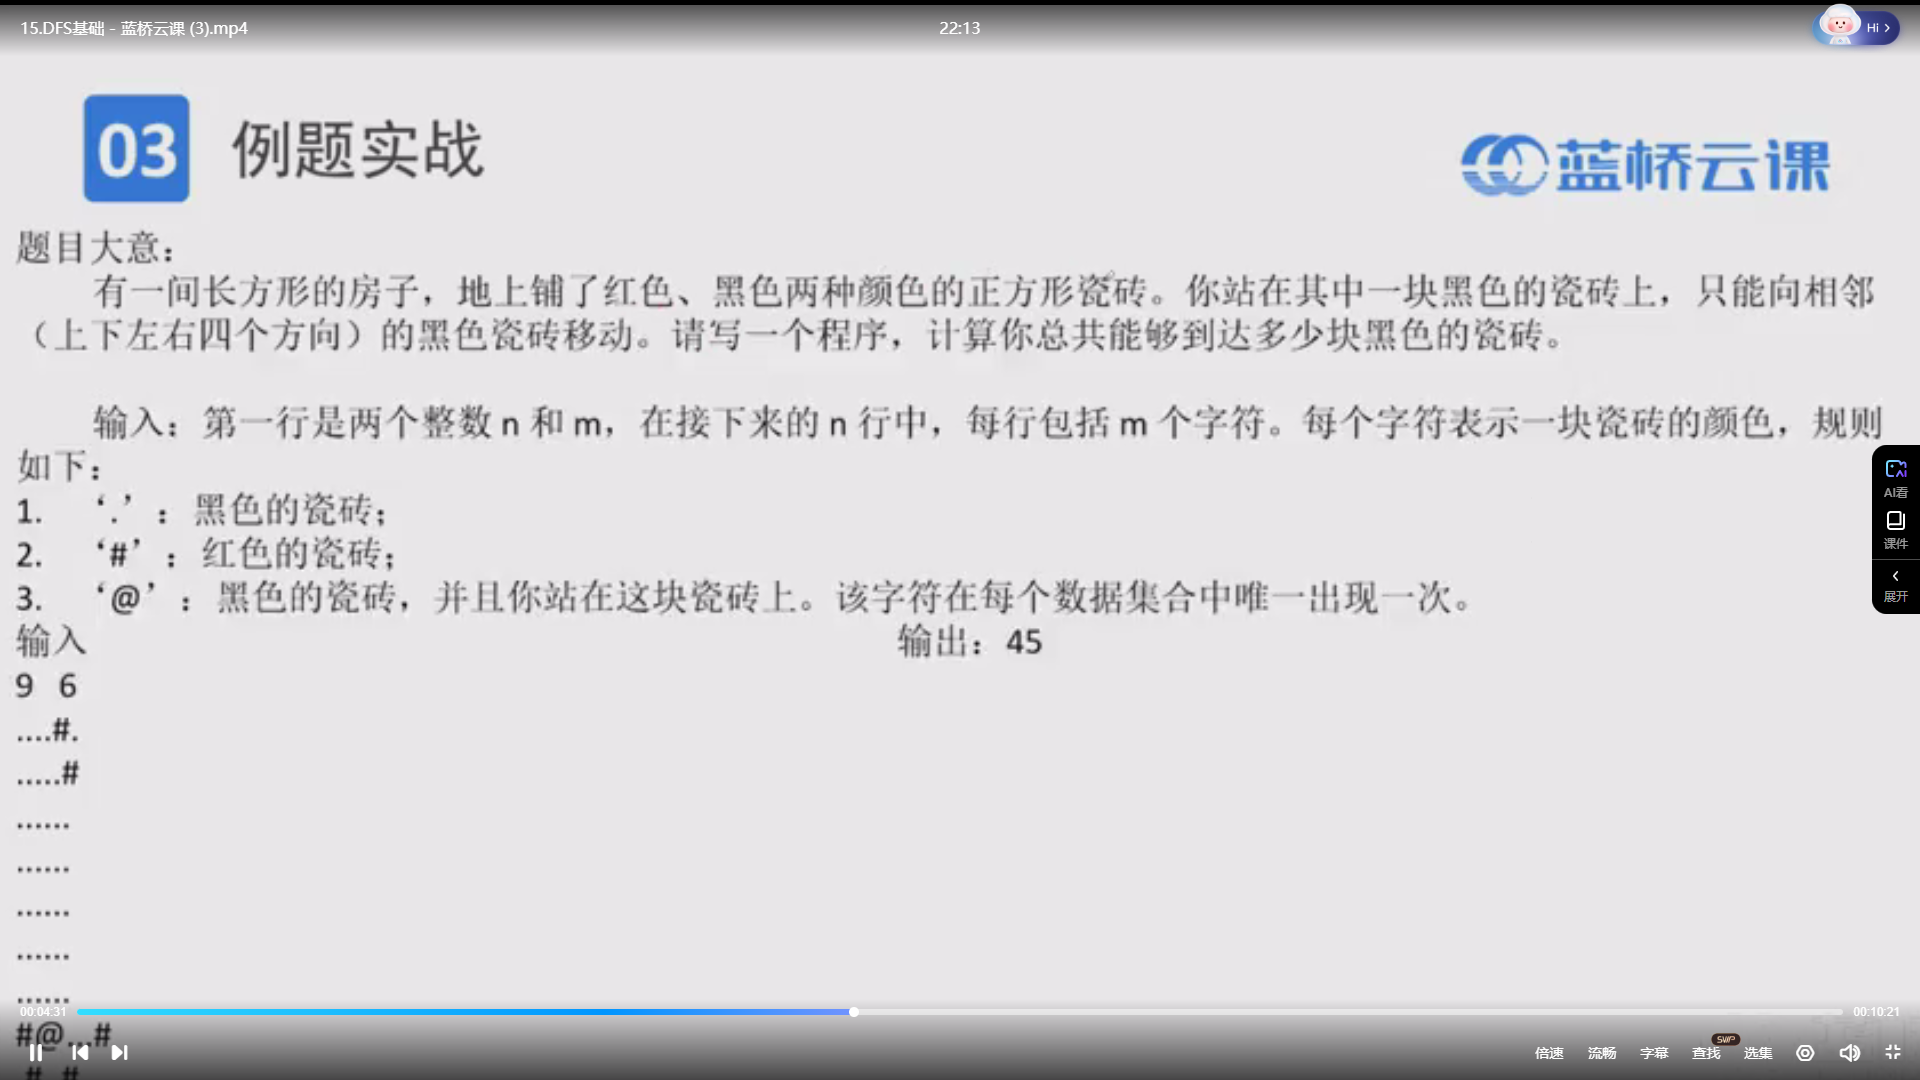 15.DFS基础 - 蓝桥云课 (3).mp4
22:13
Hi >
03 例题实战
蓝桥云课
题目大意：
有一间长方形的房子，地上铺了红色、黑色两种颜色的正方形瓷砖。你站在其中一块黑色的瓷砖上，只能向相邻
（上下左右四个方向）的黑色瓷砖移动。请写一个程序，计算你总共能够到达多少块黑色的瓷砖。
输入：第一行是两个整数 n 和 m，在接下来的 n 行中，每行包括 m 个字符。每个字符表示一块瓷砖的颜色，规则
如下：
1. ‘.’ ：黑色的瓷砖；
2. ‘#’ ：红色的瓷砖；
3. ‘@’ ：黑色的瓷砖，并且你站在这块瓷砖上。该字符在每个数据集合中唯一出现一次。
输入 输出：45
9 6
....#.
.....#
......
......
......
......
......
#@...#
.#..#.
AI看
课件
展开
00:04:31
00:10:21
倍速
流畅
字幕
查找
SVIP
选集